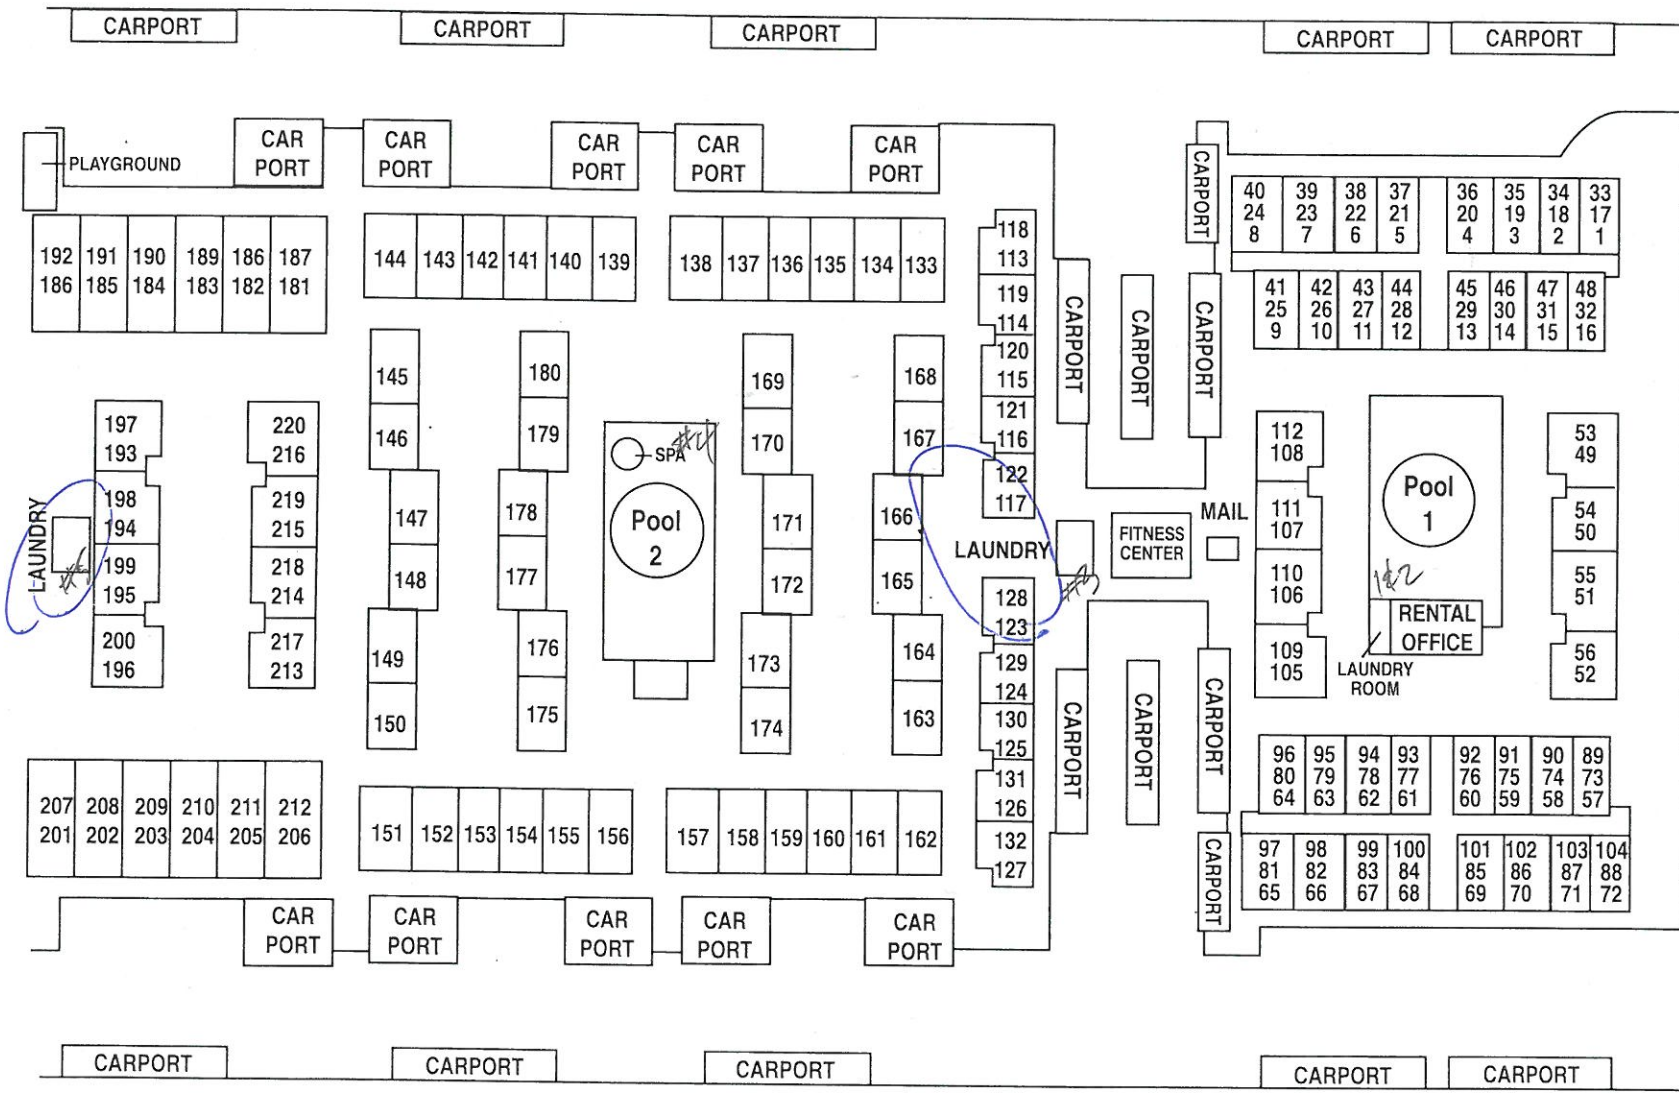 CARPORT CARPORT CARPORT CARPORT CARPORT
CAR PORT
CAR PORT
CAR PORT
CAR PORT
CAR PORT
PLAYGROUND
CARPORT
40 39 38 37 36 35 34 33
24 23 22 21 20 19 18 17
8 7 6 5 4 3 2 1
192 191 190 189 186 187
186 185 184 183 182 181
144 143 142 141 140 139
138 137 136 135 134 133
118
113
119
114
120
115
121
116
122
117
CARPORT
CARPORT
CARPORT
41 42 43 44 45 46 47 48
25 26 27 28 29 30 31 32
9 10 11 12 13 14 15 16
145
146
147
148
149
150
180
179
178
177
176
175
169
170
171
172
173
174
168
167
166
165
164
163
197
193
198
194
199
195
200
196
220
216
219
215
218
214
217
213
LAUNDRY
#5
SPA
#4
Pool
2
LAUNDRY
#3
FITNESS
CENTER
MAIL
112
108
111
107
110
106
109
105
Pool
1
1&2
RENTAL
OFFICE
LAUNDRY
ROOM
53
49
54
50
55
51
56
52
128
123
129
124
130
125
131
126
132
127
CARPORT
CARPORT
CARPORT
96 95 94 93 92 91 90 89
80 79 78 77 76 75 74 73
64 63 62 61 60 59 58 57
207 208 209 210 211 212
201 202 203 204 205 206
151 152 153 154 155 156
157 158 159 160 161 162
CARPORT
97 98 99 100 101 102 103 104
81 82 83 84 85 86 87 88
65 66 67 68 69 70 71 72
CAR PORT
CAR PORT
CAR PORT
CAR PORT
CAR PORT
CARPORT CARPORT CARPORT CARPORT CARPORT